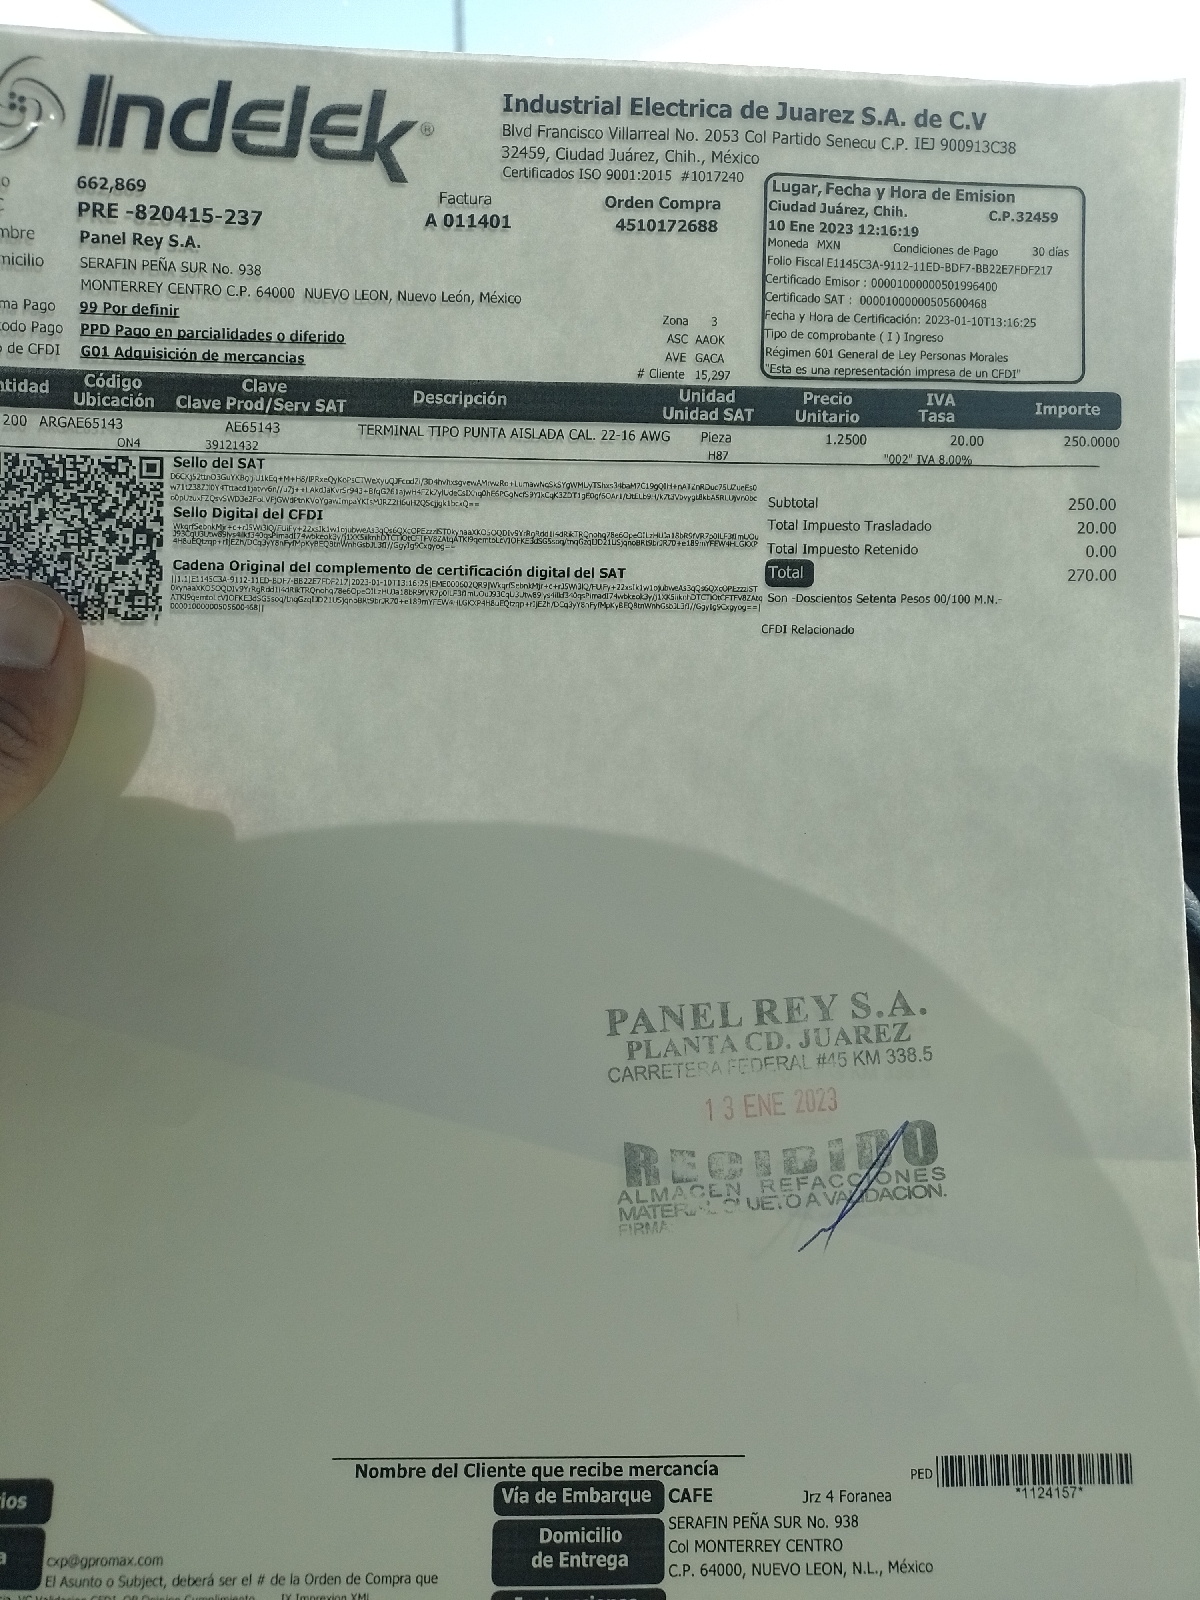 Indelek®
Industrial Electrica de Juarez S.A. de C.V
Blvd Francisco Villarreal No. 2053 Col Partido Senecu C.P. IEJ 900913C38
32459, Ciudad Juárez, Chih., México
Certificados ISO 9001:2015 #1017240
662,869
PRE -820415-237
Panel Rey S.A.
SERAFIN PEÑA SUR No. 938
MONTERREY CENTRO C.P. 64000 NUEVO LEON, Nuevo León, México
99 Por definir
Pago PPD Pago en parcialidades o diferido
de CFDI G01 Adquisición de mercancias
Factura
A 011401
Orden Compra
4510172688
Zona 3
ASC AAOK
AVE GACA
# Cliente 15,297
Lugar, Fecha y Hora de Emision
Ciudad Juárez, Chih. C.P.32459
10 Ene 2023 12:16:19
Moneda MXN Condiciones de Pago 30 días
Folio Fiscal E1145C3A-9112-11ED-BDF7-BB22E7FDF217
Certificado Emisor : 00001000000501996400
Certificado SAT : 00001000000505600468
Fecha y Hora de Certificación: 2023-01-10T13:16:25
Tipo de comprobante ( I ) Ingreso
Régimen 601 General de Ley Personas Morales
"Esta es una representación impresa de un CFDI"
Código Ubicación
Clave
Clave Prod/Serv SAT
Descripción
Unidad
Unidad SAT
Precio Unitario
IVA Tasa
Importe
200 ARGAE65143 AE65143 TERMINAL TIPO PUNTA AISLADA CAL. 22-16 AWG Pieza 1.2500 20.00 250.0000
ON4 39121432 H87 "002" IVA 8.00%
Sello del SAT
Sello Digital del CFDI
Cadena Original del complemento de certificación digital del SAT
00001000000505600468||
Subtotal 250.00
Total Impuesto Trasladado 20.00
Total Impuesto Retenido 0.00
Total 270.00
Son -Doscientos Setenta Pesos 00/100 M.N.-
CFDI Relacionado
PANEL REY S.A.
PLANTA CD. JUAREZ
CARRETERA FEDERAL #45 KM 338.5
13 ENE 2023
RECIBIDO
ALMACEN REFACCIONES
MATERIAL SUJETO A VALIDACION.
FIRMA
Nombre del Cliente que recibe mercancía
Vía de Embarque CAFE Jrz 4 Foranea
PED
*1124157*
Domicilio
de Entrega
SERAFIN PEÑA SUR No. 938
Col MONTERREY CENTRO
C.P. 64000, NUEVO LEON, N.L., México
cxp@gpromax.com
El Asunto o Subject, deberá ser el # de la Orden de Compra que